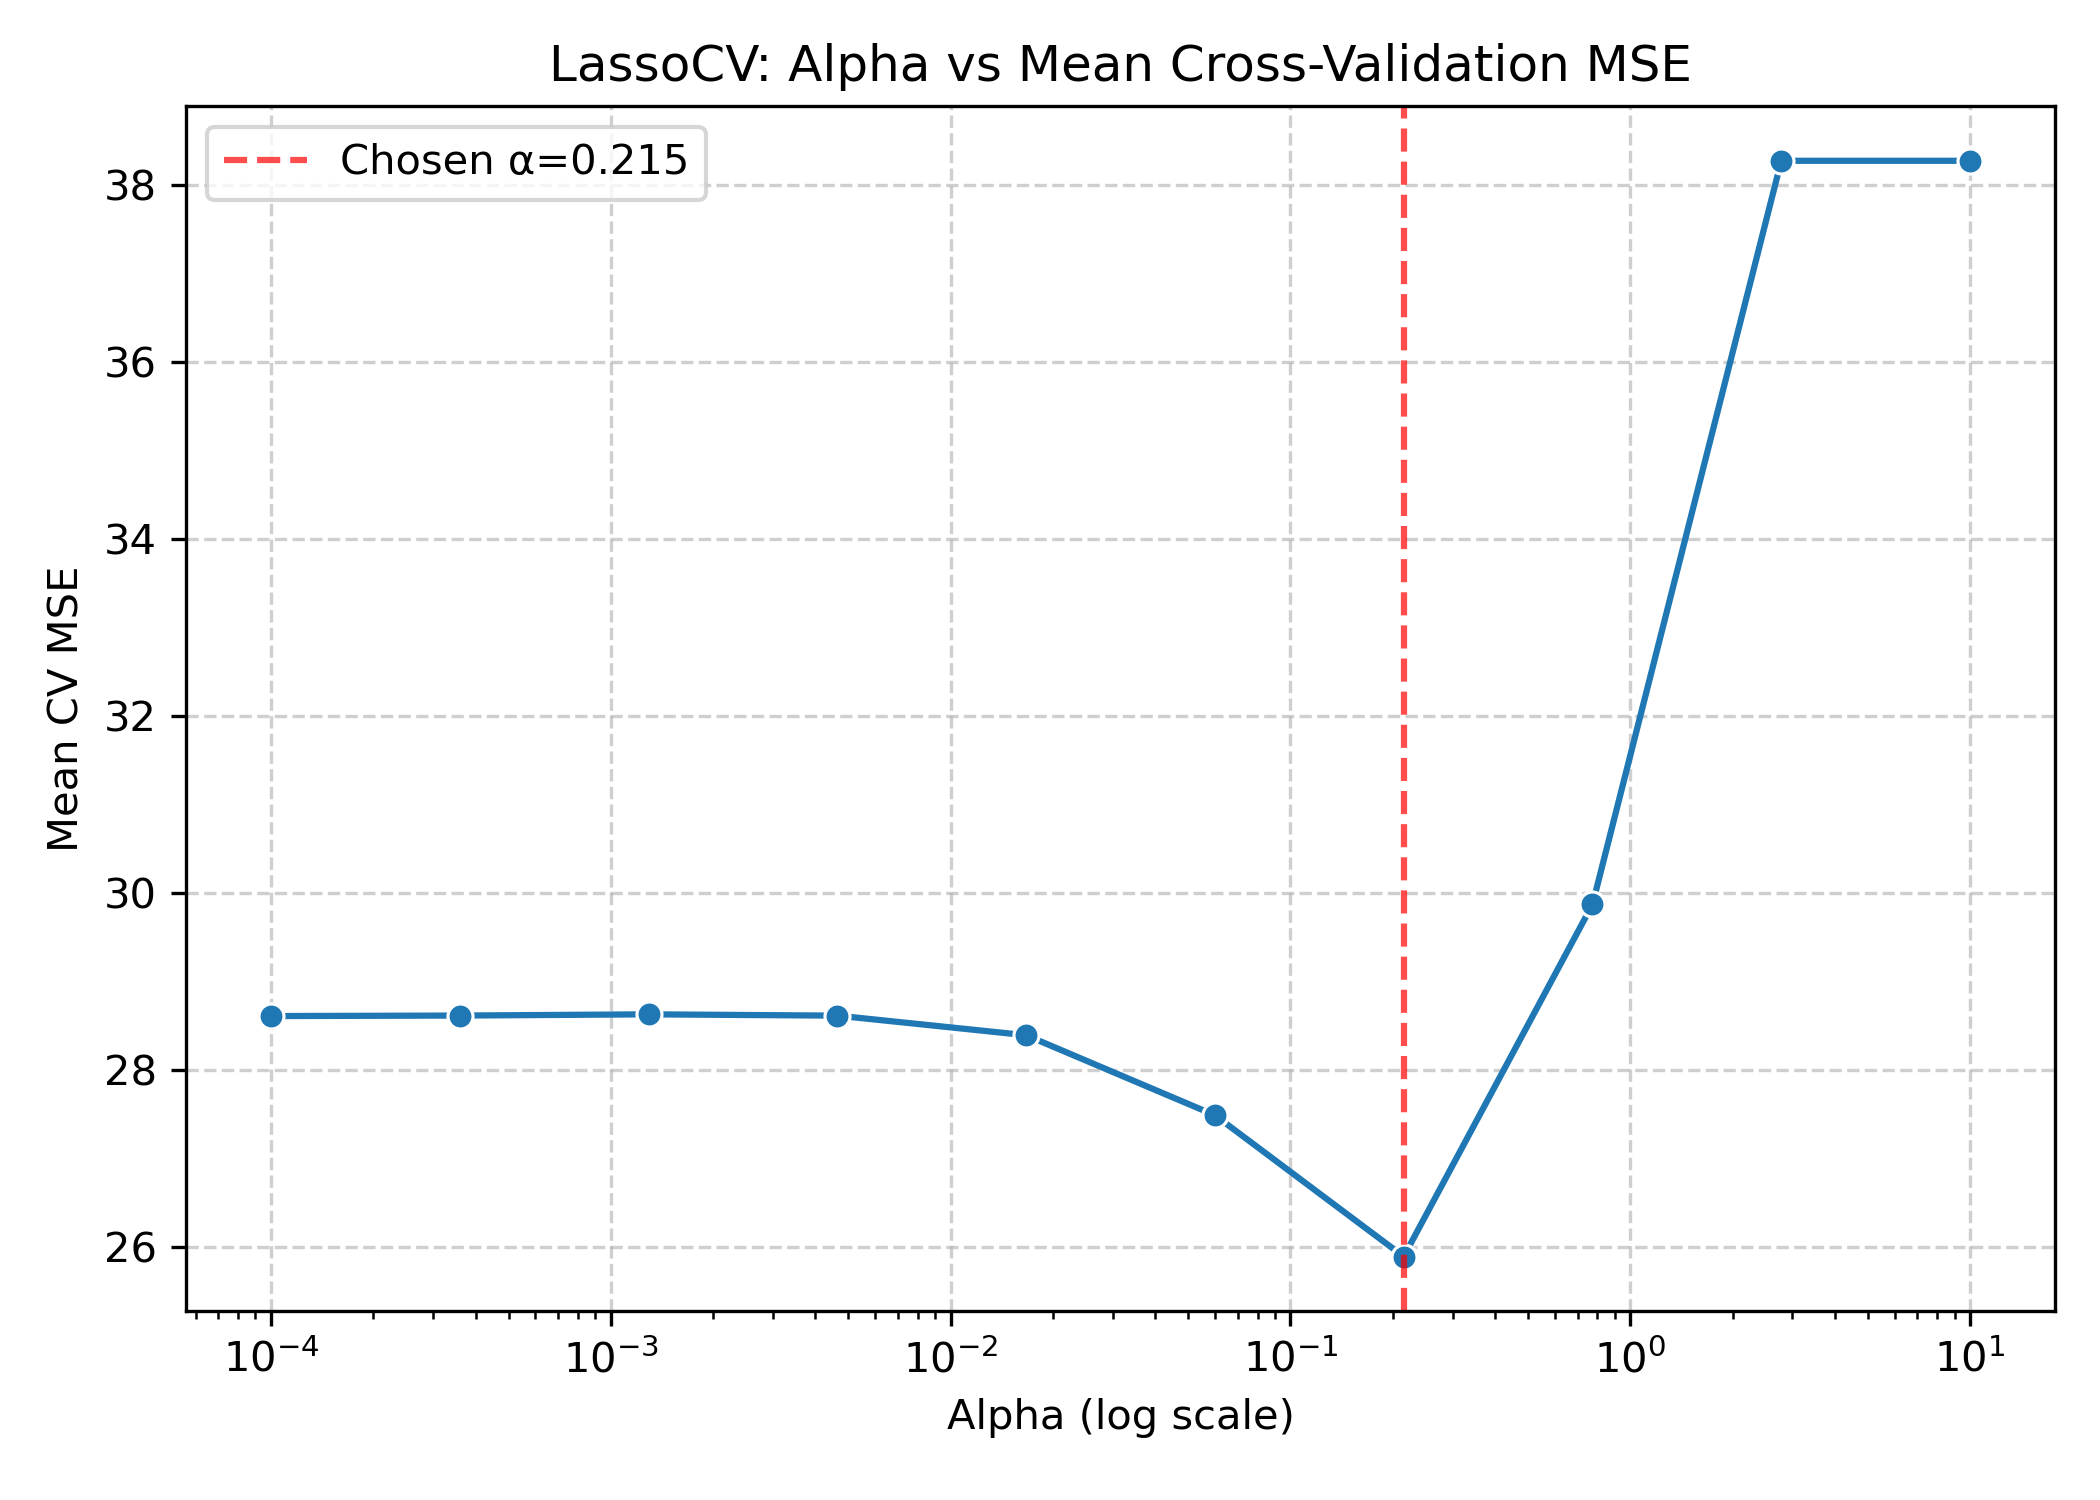 LassoCV: Alpha vs Mean Cross-Validation MSE
Chosen α=0.215
Mean CV MSE
38
36
34
32
30
28
26
10⁻⁴ 10⁻³ 10⁻² 10⁻¹ 10⁰ 10¹
Alpha (log scale)